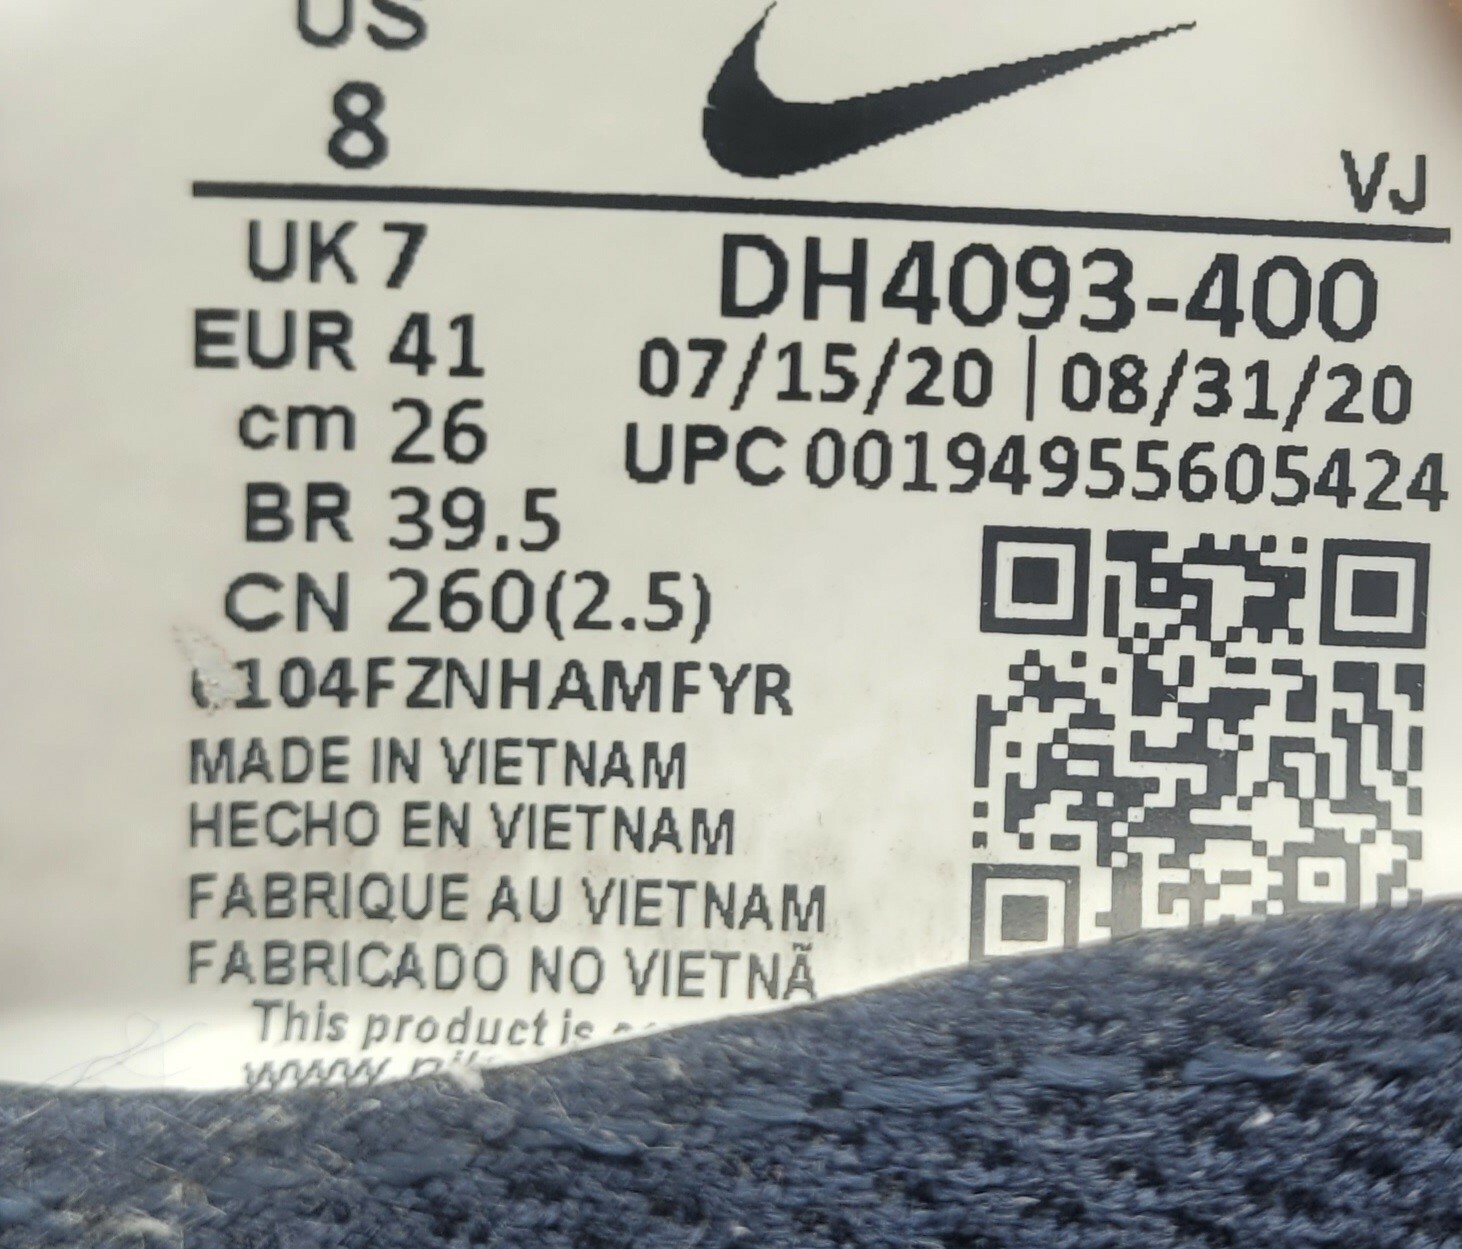 US
8
VJ
UK 7
EUR 41
cm 26
BR 39.5
CN 260(2.5)
DH4093-400
07/15/20 | 08/31/20
UPC 00194955605424
104FZNHAMFYR
MADE IN VIETNAM
HECHO EN VIETNAM
FABRIQUE AU VIETNAM
FABRICADO NO VIETNÃ
This product is